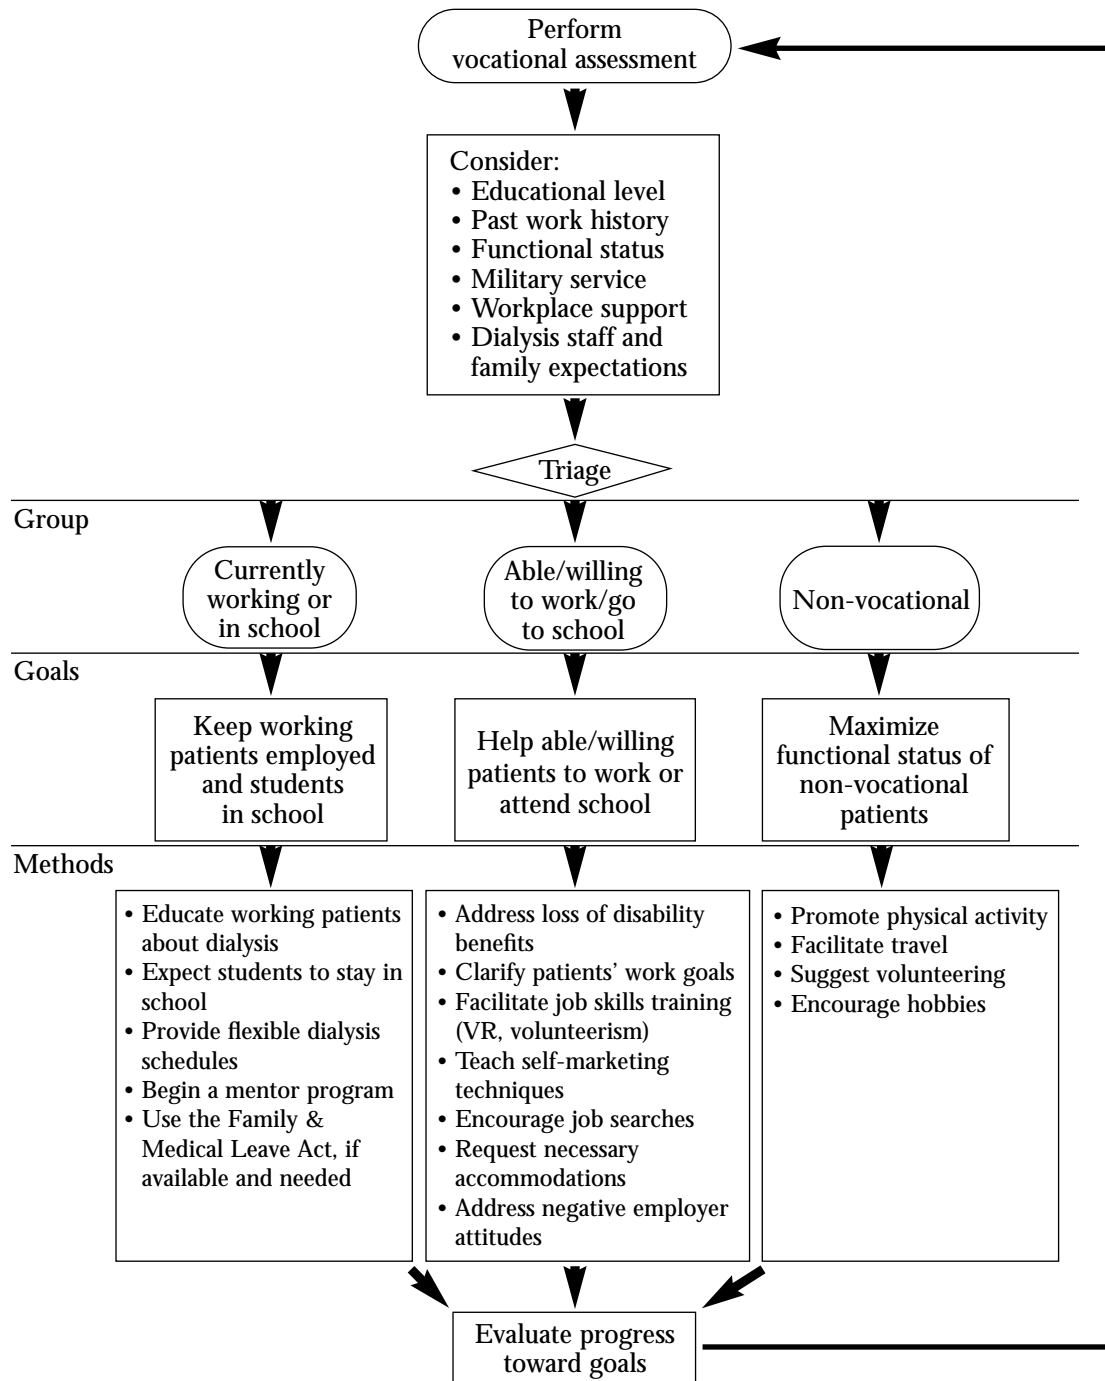 Perform
vocational assessment
Consider:
• Educational level
• Past work history
• Functional status
• Military service
• Workplace support
• Dialysis staff and
family expectations
Triage
Group
Currently
working or
in school
Able/willing
to work/go
to school
Non-vocational
Goals
Keep working
patients employed
and students
in school
Help able/willing
patients to work or
attend school
Maximize
functional status of
non-vocational
patients
Methods
• Educate working patients
about dialysis
• Expect students to stay in
school
• Provide flexible dialysis
schedules
• Begin a mentor program
• Use the Family &
Medical Leave Act, if
available and needed
• Address loss of disability
benefits
• Clarify patients’ work goals
• Facilitate job skills training
(VR, volunteerism)
• Teach self-marketing
techniques
• Encourage job searches
• Request necessary
accommodations
• Address negative employer
attitudes
• Promote physical activity
• Facilitate travel
• Suggest volunteering
• Encourage hobbies
Evaluate progress
toward goals